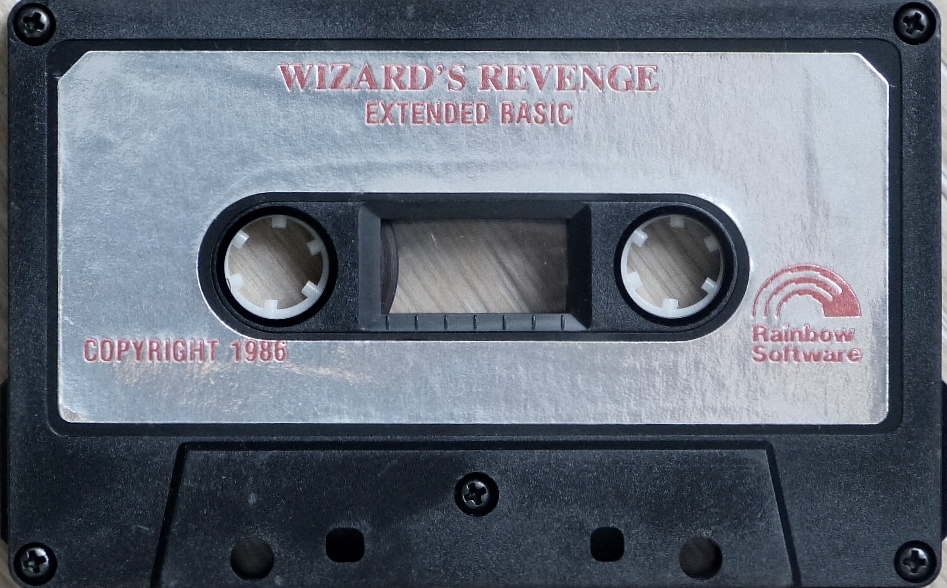 WIZARD'S REVENGE
EXTENDED BASIC
COPYRIGHT 1986
Rainbow
Software